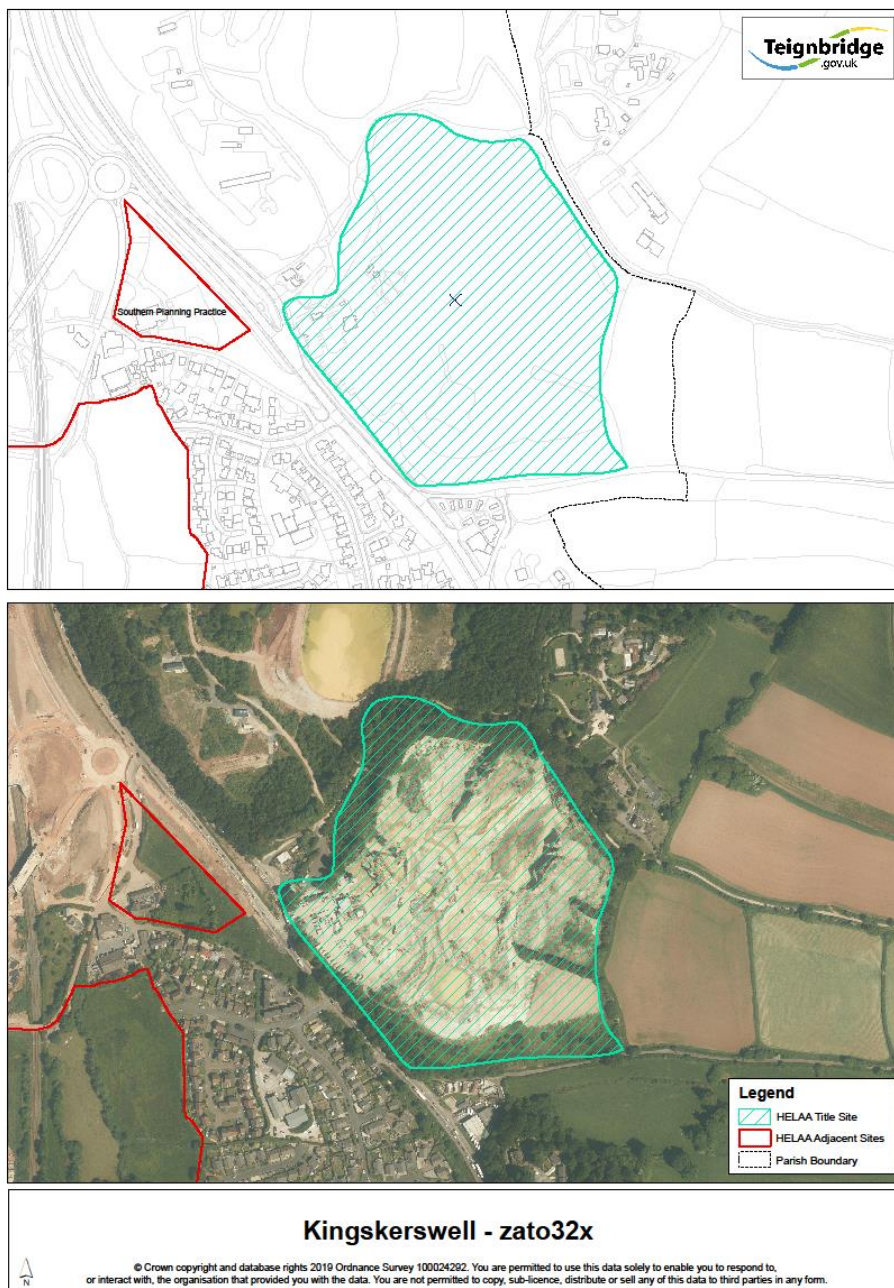 Teignbridge
.gov.uk
Southern Planning Practice
Legend
HELAA Title Site
HELAA Adjacent Sites
Parish Boundary
Kingskerswell - zato32x
N
© Crown copyright and database rights 2019 Ordnance Survey 100024292. You are permitted to use this data solely to enable you to respond to,
or interact with, the organisation that provided you with the data. You are not permitted to copy, sub-licence, distribute or sell any of this data to third parties in any form.